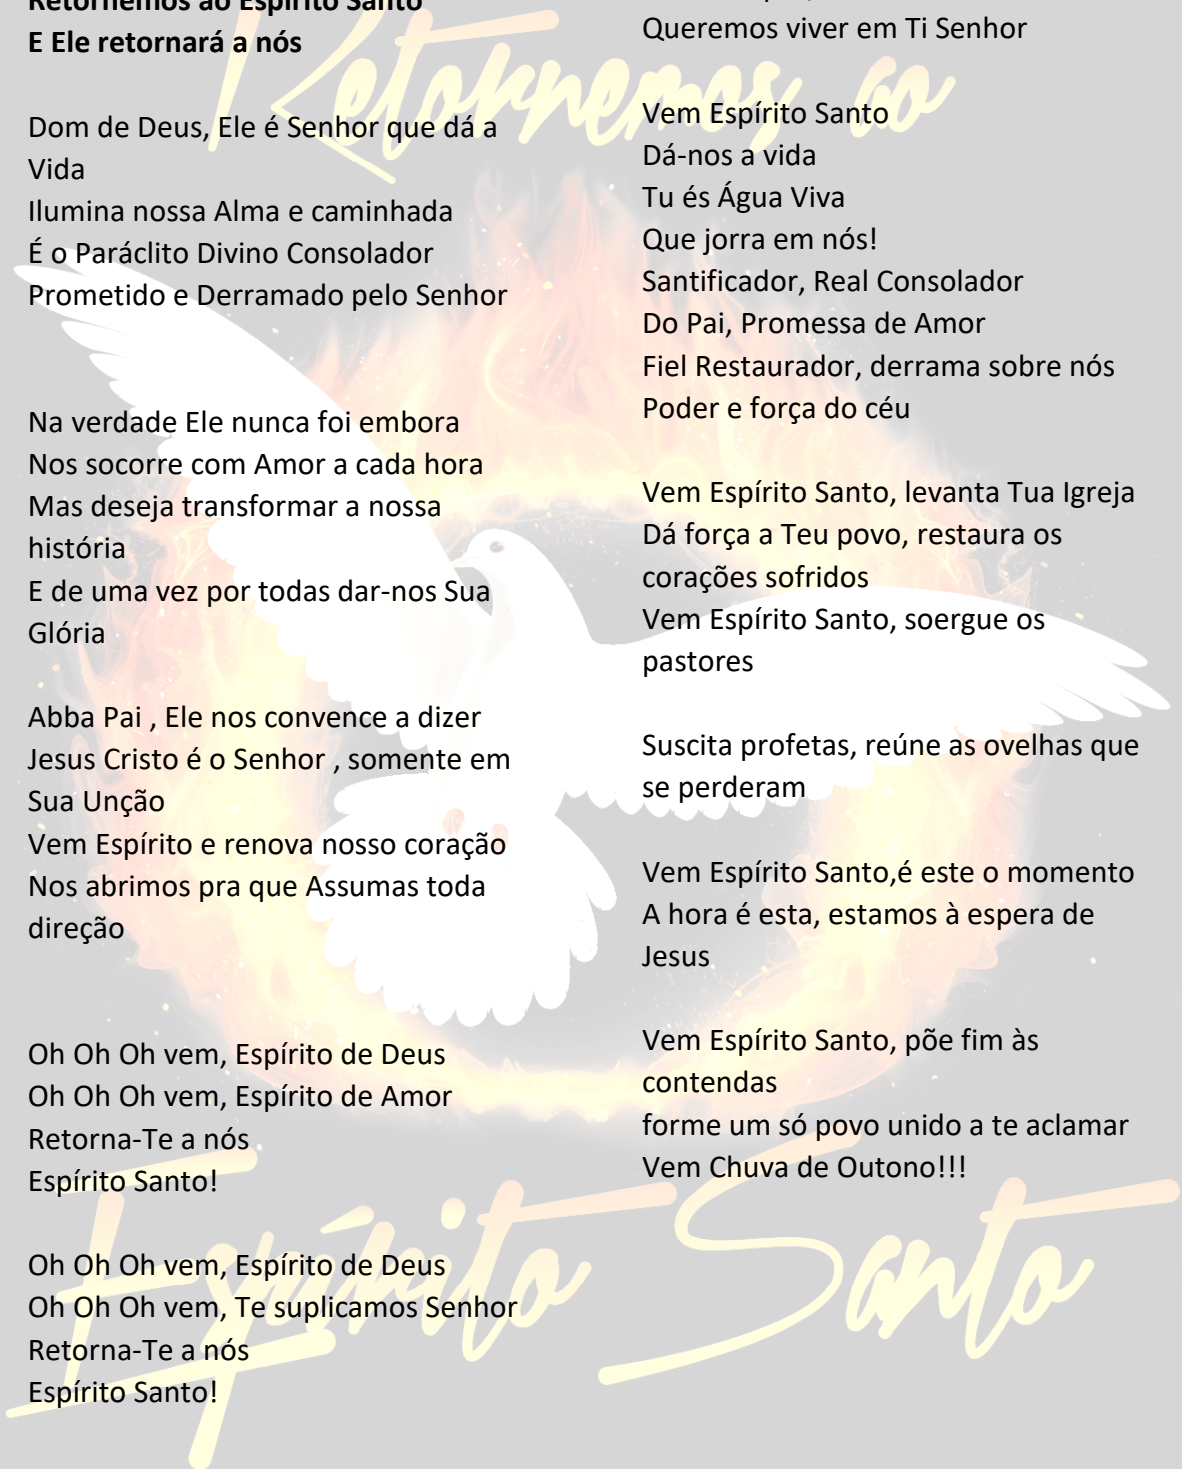 Retornemos ao Espírito Santo
E Ele retornará a nós
Dom de Deus, Ele é Senhor que dá a
Vida
Ilumina nossa Alma e caminhada
É o Paráclito Divino Consolador
Prometido e Derramado pelo Senhor
Na verdade Ele nunca foi embora
Nos socorre com Amor a cada hora
Mas deseja transformar a nossa
história
E de uma vez por todas dar-nos Sua
Glória
Abba Pai , Ele nos convence a dizer
Jesus Cristo é o Senhor , somente em
Sua Unção
Vem Espírito e renova nosso coração
Nos abrimos pra que Assumas toda
direção
Oh Oh Oh vem, Espírito de Deus
Oh Oh Oh vem, Espírito de Amor
Retorna-Te a nós
Espírito Santo!
Oh Oh Oh vem, Espírito de Deus
Oh Oh Oh vem, Te suplicamos Senhor
Retorna-Te a nós
Espírito Santo!
Queremos viver em Ti Senhor
Vem Espírito Santo
Dá-nos a vida
Tu és Água Viva
Que jorra em nós!
Santificador, Real Consolador
Do Pai, Promessa de Amor
Fiel Restaurador, derrama sobre nós
Poder e força do céu
Vem Espírito Santo, levanta Tua Igreja
Dá força a Teu povo, restaura os
corações sofridos
Vem Espírito Santo, soergue os
pastores
Suscita profetas, reúne as ovelhas que
se perderam
Vem Espírito Santo,é este o momento
A hora é esta, estamos à espera de
Jesus
Vem Espírito Santo, põe fim às
contendas
forme um só povo unido a te aclamar
Vem Chuva de Outono!!!
Retornemos ao
Espírito Santo